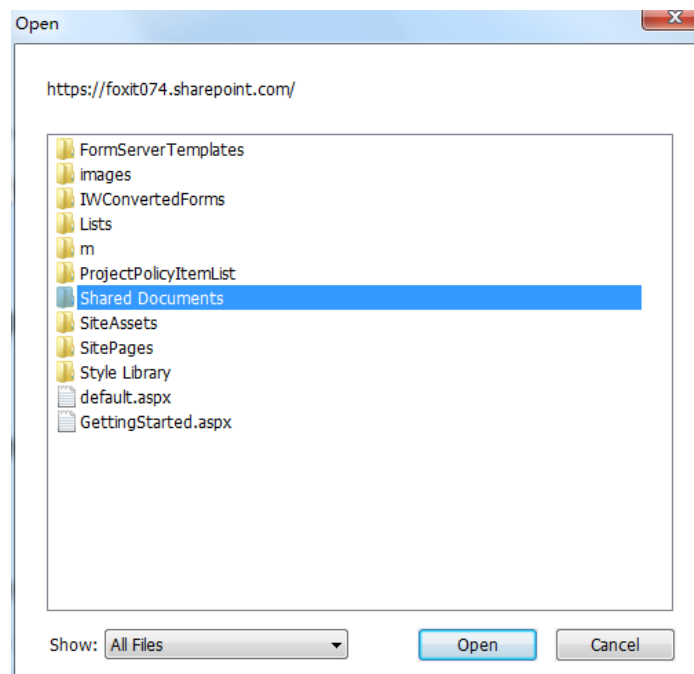 Open
https://foxit074.sharepoint.com/
FormServerTemplates
images
IWConvertedForms
Lists
m
ProjectPolicyItemList
Shared Documents
SiteAssets
SitePages
Style Library
default.aspx
GettingStarted.aspx
Show: All Files Open Cancel